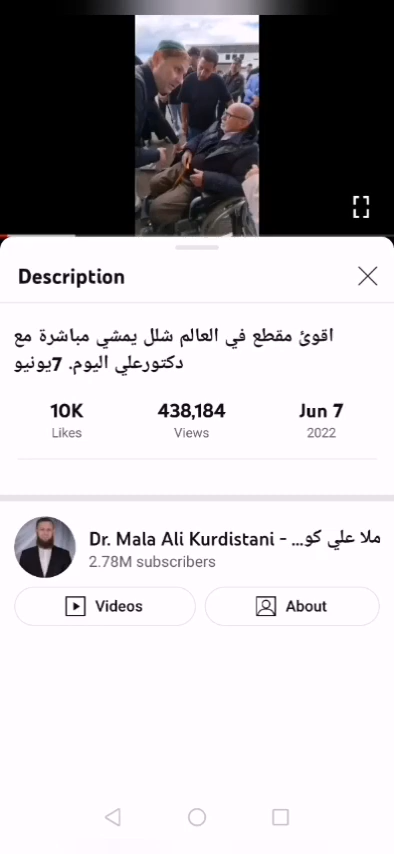 Description
اقوئ مقطع في العالم شلل يمشي مباشرة مع
دكتورعلي اليوم. 7يونيو
10K 438,184 Jun 7
Likes Views 2022
Dr. Mala Ali Kurdistani - ملا علي كو...
2.78M subscribers
Videos About